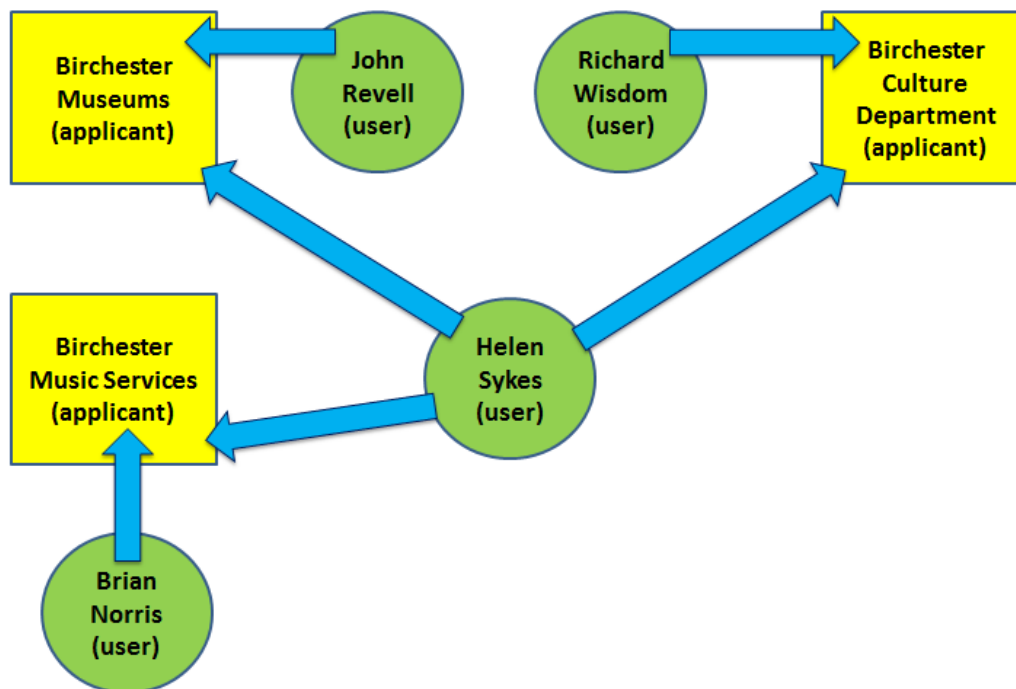 Birchester
Museums
(applicant)
John
Revell
(user)
Richard
Wisdom
(user)
Birchester
Culture
Department
(applicant)
Birchester
Music Services
(applicant)
Helen
Sykes
(user)
Brian
Norris
(user)